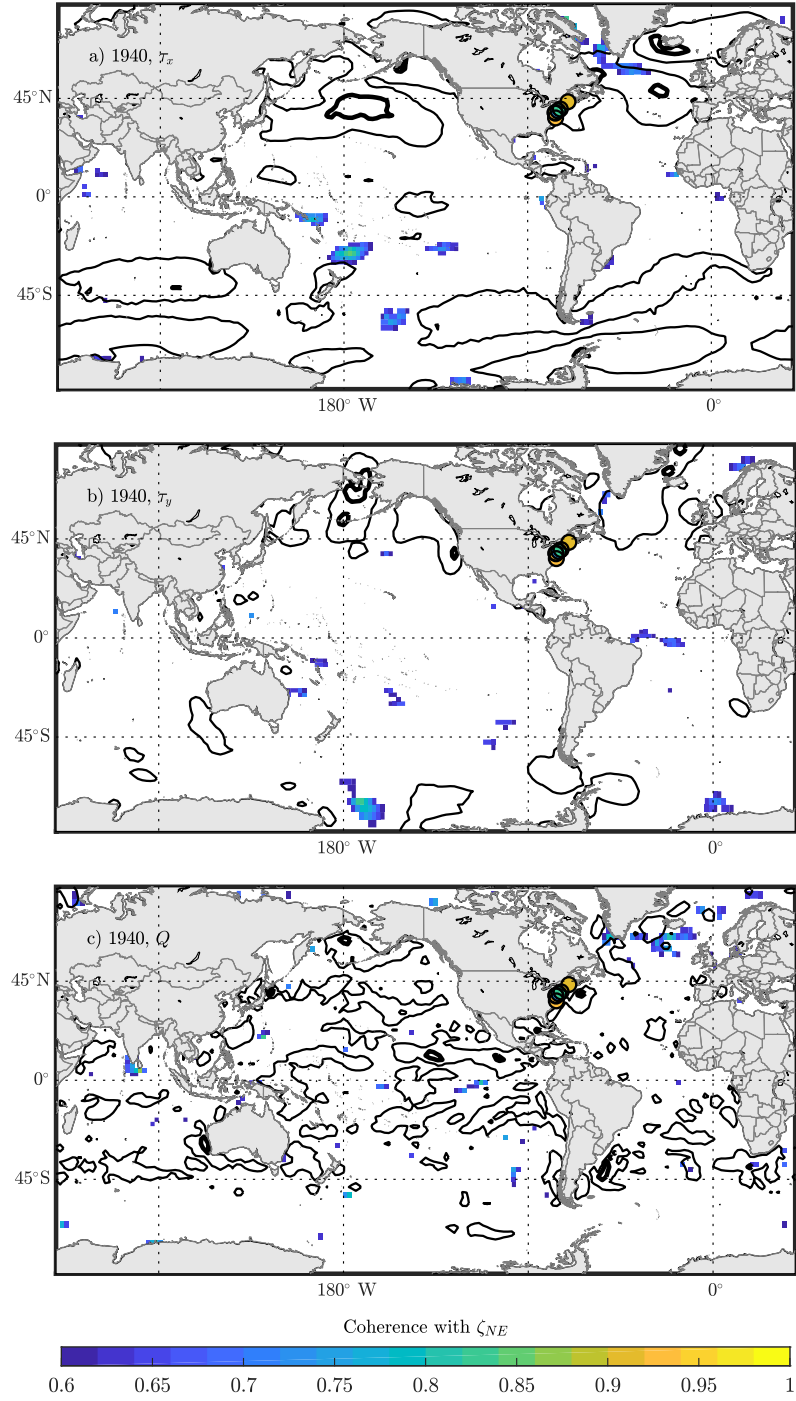 a) 1940, τx
45°N
0°
45°S
180° W
0°
b) 1940, τy
45°N
0°
45°S
180° W
0°
c) 1940, Q
45°N
0°
45°S
180° W
0°
Coherence with ζNE
0.6 0.65 0.7 0.75 0.8 0.85 0.9 0.95 1